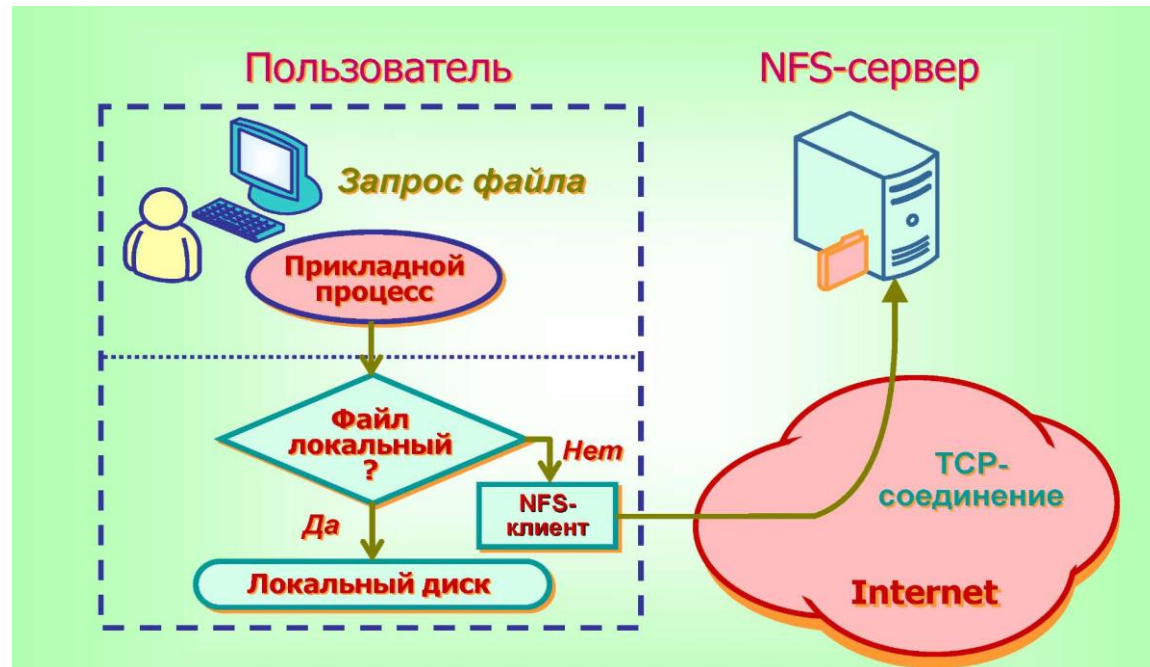 Пользователь
NFS-сервер
Запрос файла
Прикладной
процесс
Файл
локальный
?
Нет
NFS-
клиент
Да
Локальный диск
TCP-
соединение
Internet